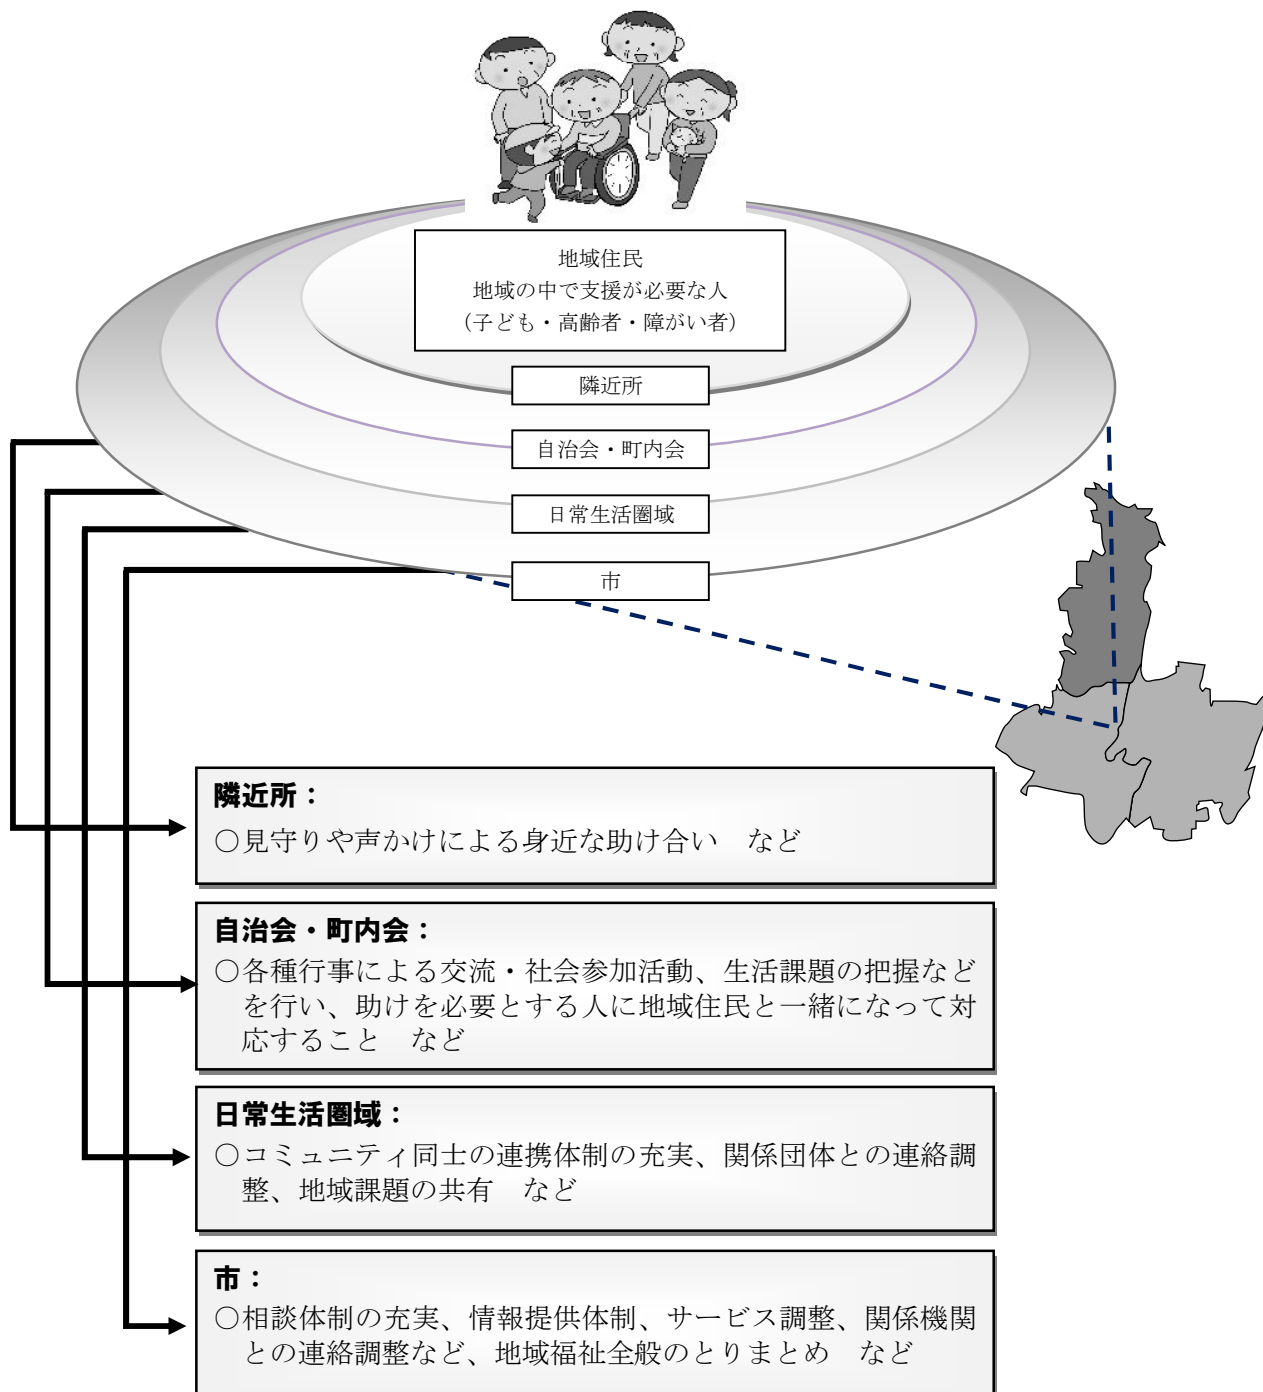 地域住民
地域の中で支援が必要な人
（子ども・高齢者・障がい者）
隣近所
自治会・町内会
日常生活圏域
市
隣近所：
○見守りや声かけによる身近な助け合い　など
自治会・町内会：
○各種行事による交流・社会参加活動、生活課題の把握など
を行い、助けを必要とする人に地域住民と一緒になって対
応すること　など
日常生活圏域：
○コミュニティ同士の連携体制の充実、関係団体との連絡調
整、地域課題の共有　など
市：
○相談体制の充実、情報提供体制、サービス調整、関係機関
との連絡調整など、地域福祉全般のとりまとめ　など